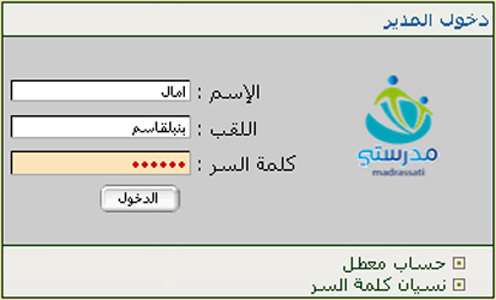 دخول المدير
الإسم : امال
اللقب : بنبلقاسم
كلمة السر : ••••••
الدخول
مدرستي
madrassati
حساب معطل
نسيان كلمة السر